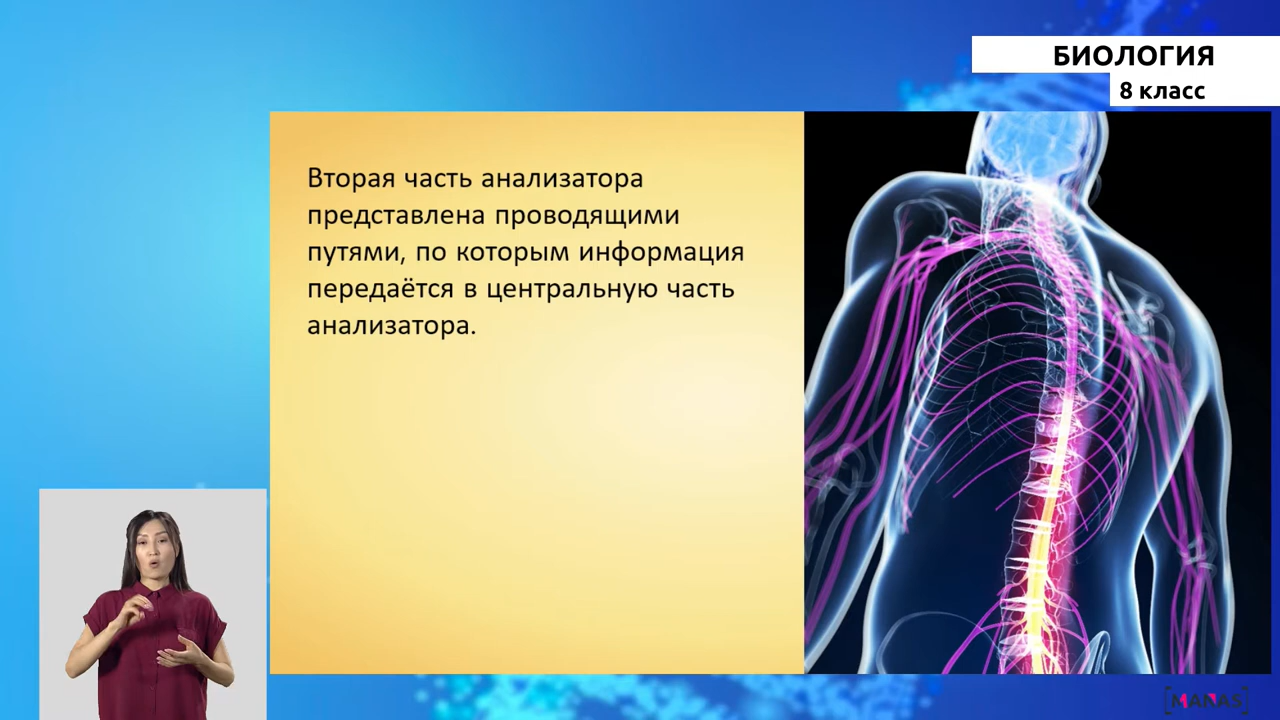 БИОЛОГИЯ
8 класс
Вторая часть анализатора
представлена проводящими
путями, по которым информация
передаётся в центральную часть
анализатора.
[MANAS]